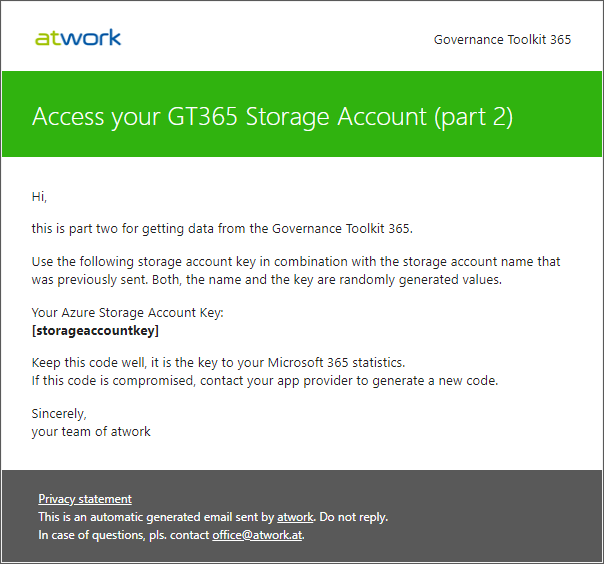 atwork
Governance Toolkit 365
Access your GT365 Storage Account (part 2)
Hi,
this is part two for getting data from the Governance Toolkit 365.
Use the following storage account key in combination with the storage account name that
was previously sent. Both, the name and the key are randomly generated values.
Your Azure Storage Account Key:
[storageaccountkey]
Keep this code well, it is the key to your Microsoft 365 statistics.
If this code is compromised, contact your app provider to generate a new code.
Sincerely,
your team of atwork
Privacy statement
This is an automatic generated email sent by atwork. Do not reply.
In case of questions, pls. contact office@atwork.at.